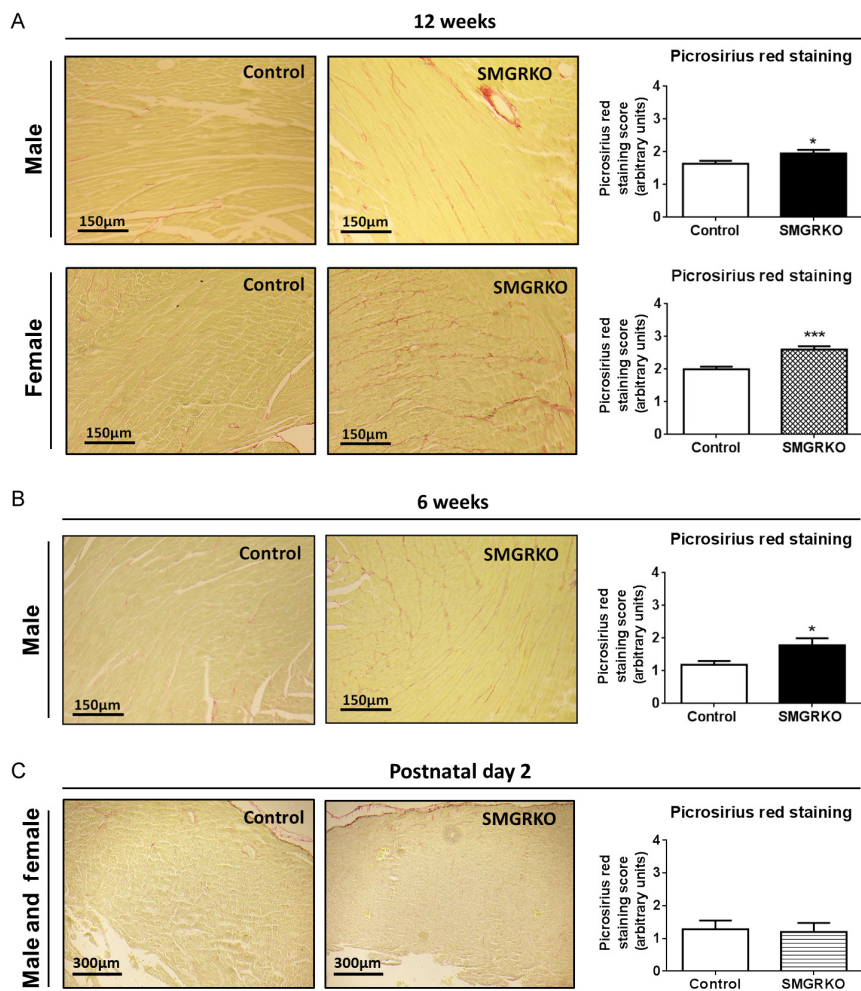 A
12 weeks
Male
Control
150µm
SMGRKO
150µm
Picrosirius red staining
Picrosirius red
staining score
(arbitrary units)
4
3
2
1
0
*
Control
SMGRKO
Female
Control
150µm
SMGRKO
150µm
Picrosirius red staining
Picrosirius red
staining score
(arbitrary units)
4
3
2
1
0
***
Control
SMGRKO
B
6 weeks
Male
Control
150µm
SMGRKO
150µm
Picrosirius red staining
Picrosirius red
staining score
(arbitrary units)
4
3
2
1
0
*
Control
SMGRKO
C
Postnatal day 2
Male and female
Control
300µm
SMGRKO
300µm
Picrosirius red staining
Picrosirius red
staining score
(arbitrary units)
4
3
2
1
0
Control
SMGRKO